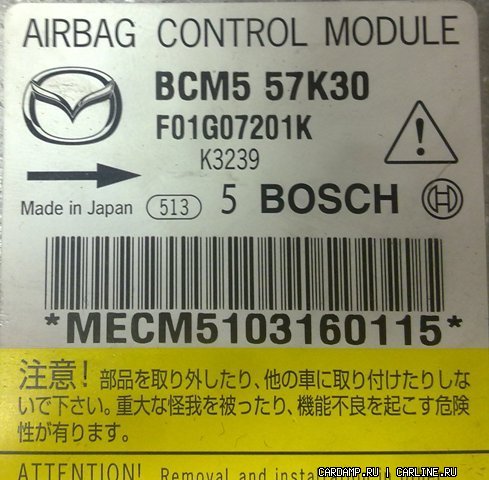 AIRBAG CONTROL MODULE
BCM5 57K30
F01G07201K
K3239
Made in Japan 513 5 BOSCH
*MECM5103160115*
注意! 部品を取り外したり、他の車に取り付けたりしな
いで下さい。重大な怪我を被ったり、機能不良を起こす危険
性が有ります。
ATTENTION! Removal and installation
CARDAMP.RU | CARLINE.RU